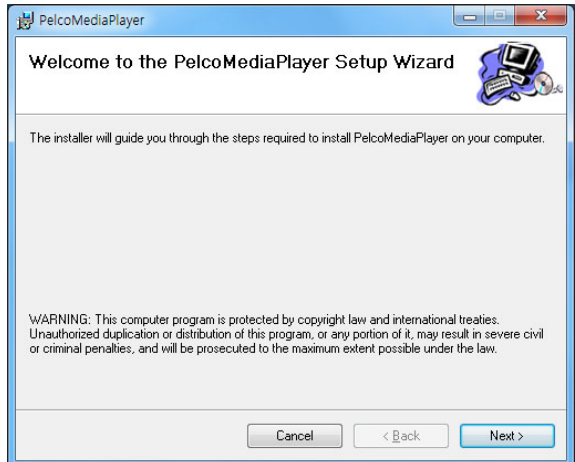 PelcoMediaPlayer
Welcome to the PelcoMediaPlayer Setup Wizard
The installer will guide you through the steps required to install PelcoMediaPlayer on your computer.
WARNING: This computer program is protected by copyright law and international treaties.
Unauthorized duplication or distribution of this program, or any portion of it, may result in severe civil
or criminal penalties, and will be prosecuted to the maximum extent possible under the law.
Cancel
< Back
Next >